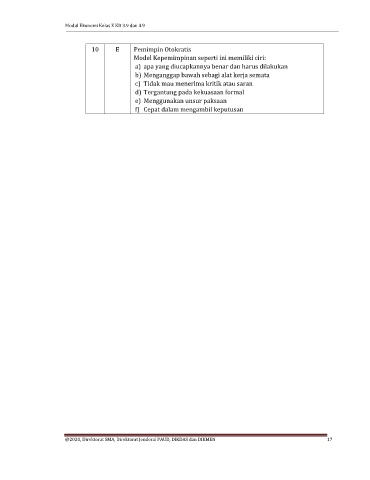 Modul Ekonomi Kelas X KD 3.9 dan 4.9
10 E Pemimpin Otokratis
Model Kepemimpinan seperti ini memiliki ciri:
a) apa yang diucapkannya benar dan harus dilakukan
b) Menganggap bawah sebagi alat kerja semata
c) Tidak mau menerima kritik atau saran
d) Tergantung pada kekuasaan formal
e) Menggunakan unsur paksaan
f) Cepat dalam mengambil keputusan
@2020, Direktorat SMA, Direktorat Jenderal PAUD, DIKDAS dan DIKMEN 17